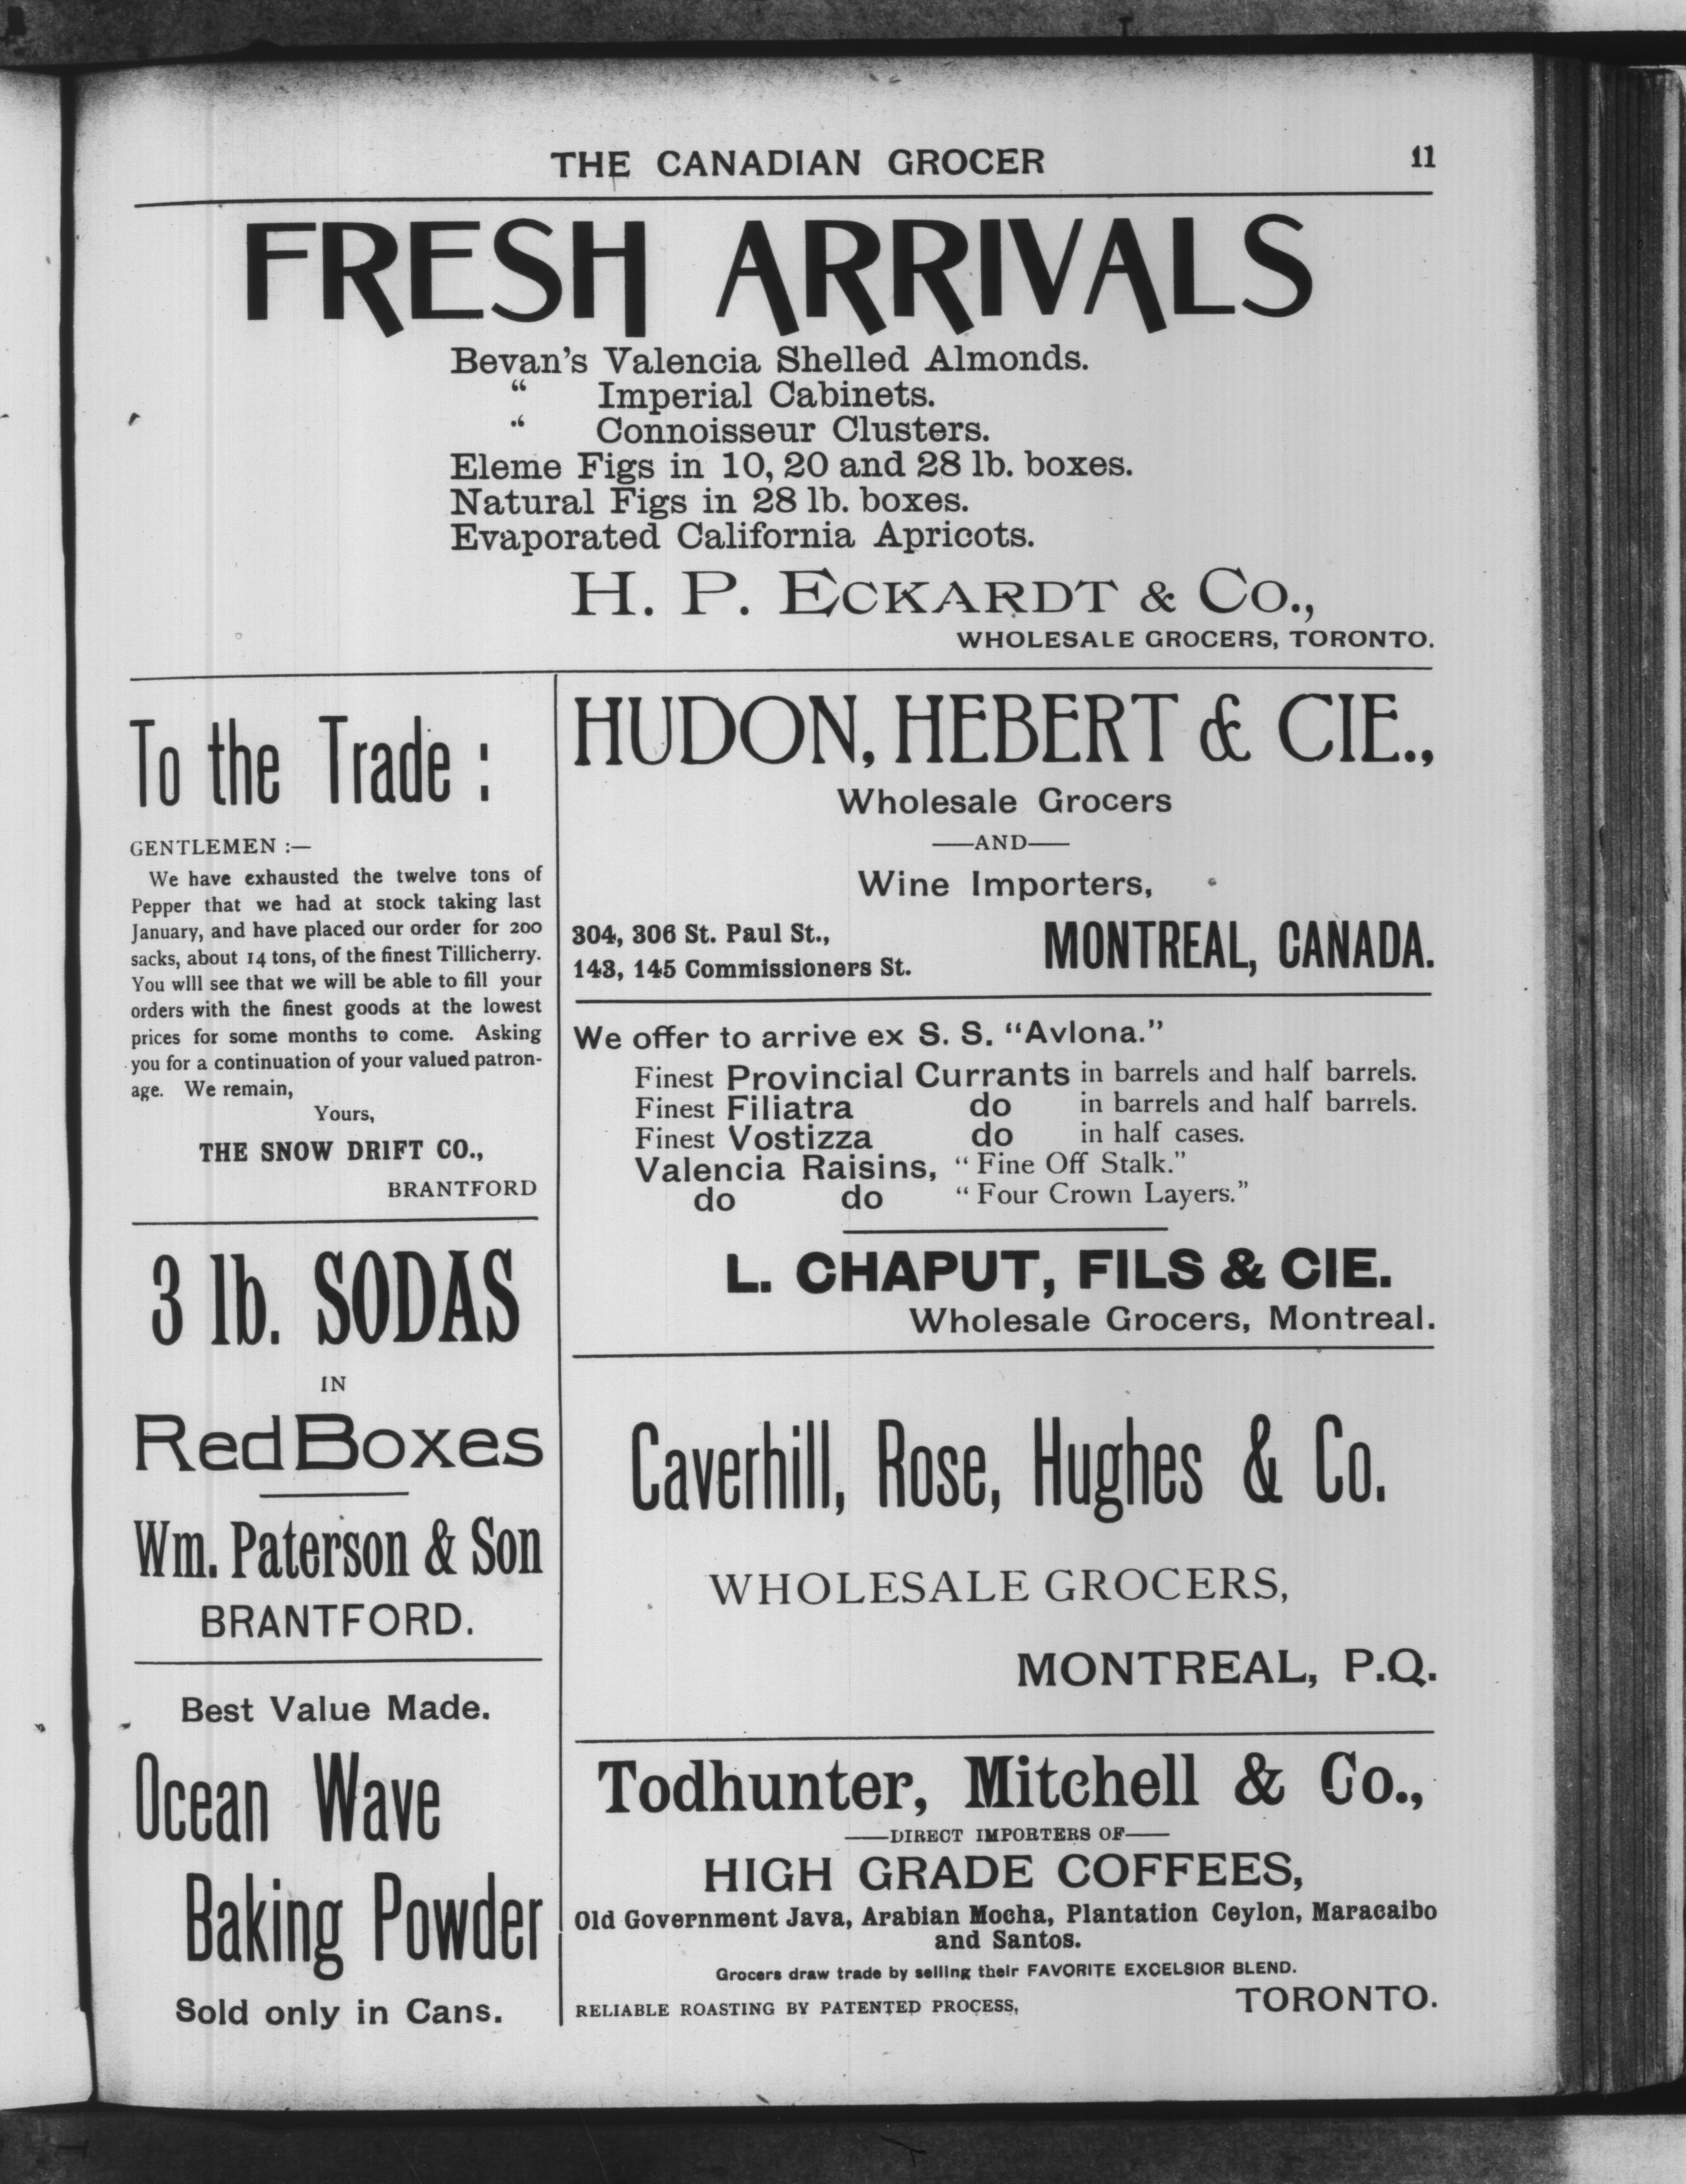 THE CANADIAN GROCER 11
FRESH ARRIVALS
Bevan's Valencia Shelled Almonds.
“ Imperial Cabinets.
“ Connoisseur Clusters.
Eleme Figs in 10, 20 and 28 lb. boxes.
Natural Figs in 28 lb. boxes.
Evaporated California Apricots.
H. P. ECKARDT & CO.,
WHOLESALE GROCERS, TORONTO.
To the Trade :
GENTLEMEN :—
We have exhausted the twelve tons of
Pepper that we had at stock taking last
January, and have placed our order for 200
sacks, about 14 tons, of the finest Tillicherry.
You wlll see that we will be able to fill your
orders with the finest goods at the lowest
prices for some months to come. Asking
you for a continuation of your valued patron-
age. We remain,
Yours,
THE SNOW DRIFT CO.,
BRANTFORD
3 lb. SODAS
IN
Red Boxes
Wm. Paterson & Son
BRANTFORD.
Best Value Made.
Ocean Wave
Baking Powder
Sold only in Cans.
HUDON, HEBERT & CIE.,
Wholesale Grocers
—AND—
Wine Importers,
304, 306 St. Paul St.,
143, 145 Commissioners St.
MONTREAL, CANADA.
We offer to arrive ex S. S. “Avlona.”
Finest Provincial Currants in barrels and half barrels.
Finest Filiatra do in barrels and half barrels.
Finest Vostizza do in half cases.
Valencia Raisins, “ Fine Off Stalk.”
do do “ Four Crown Layers.”
L. CHAPUT, FILS & CIE.
Wholesale Grocers, Montreal.
Caverhill, Rose, Hughes & Co.
WHOLESALE GROCERS,
MONTREAL, P.Q.
Todhunter, Mitchell & Co.,
—DIRECT IMPORTERS OF—
HIGH GRADE COFFEES,
Old Government Java, Arabian Mocha, Plantation Ceylon, Maracaibo
and Santos.
Grocers draw trade by selling their FAVORITE EXCELSIOR BLEND.
RELIABLE ROASTING BY PATENTED PROCESS, TORONTO.